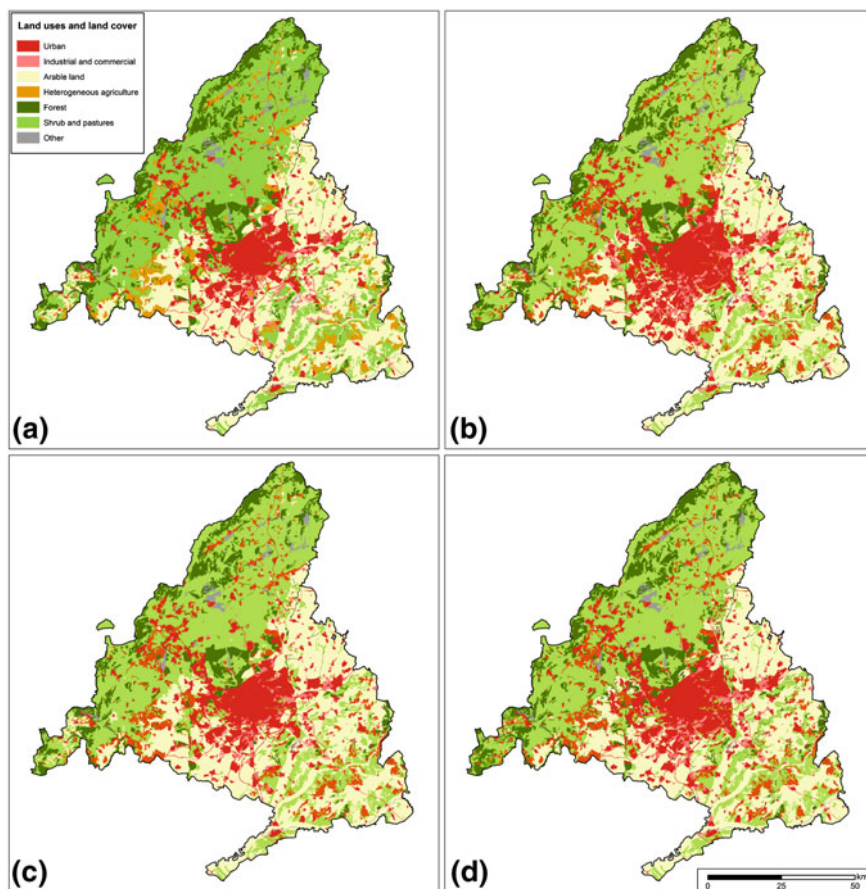 Land uses and land cover
Urban
Industrial and commercial
Arable land
Heterogeneous agriculture
Forest
Shrub and pastures
Other
(a)
(b)
(c)
(d)
km
0 25 50